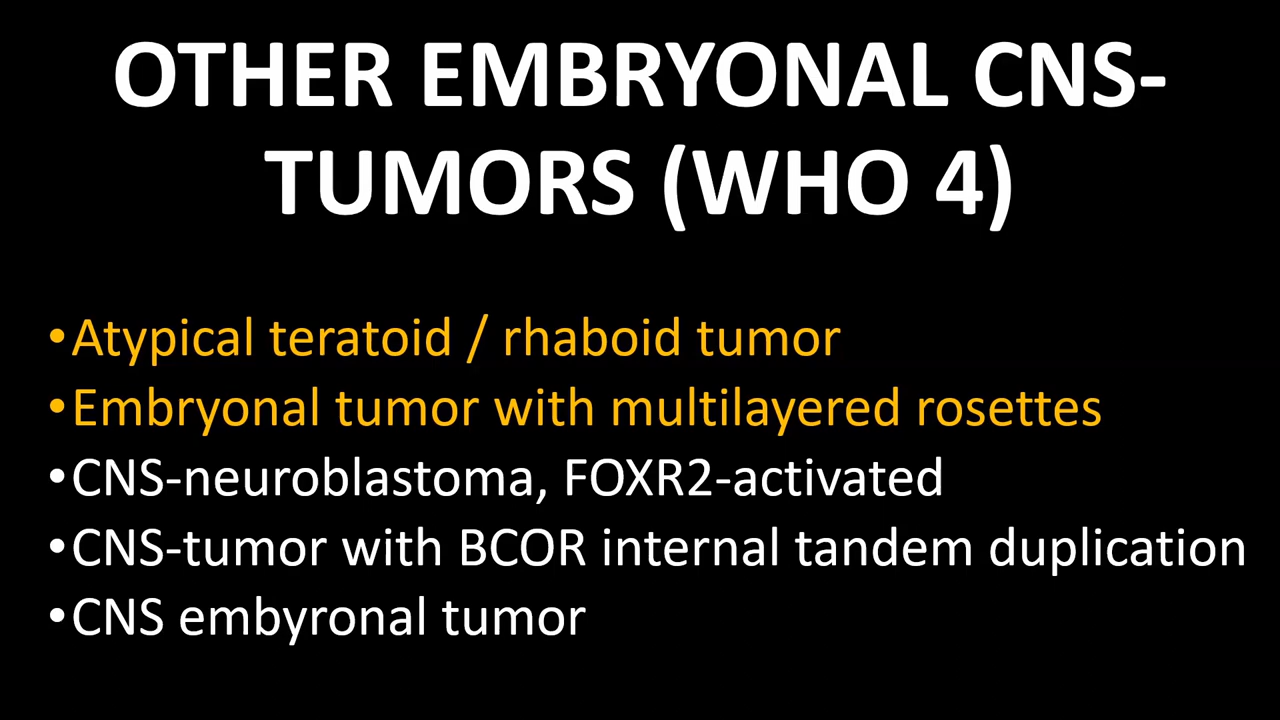 OTHER EMBRYONAL CNS-
TUMORS (WHO 4)
•Atypical teratoid / rhaboid tumor
•Embryonal tumor with multilayered rosettes
•CNS-neuroblastoma, FOXR2-activated
•CNS-tumor with BCOR internal tandem duplication
•CNS embyronal tumor